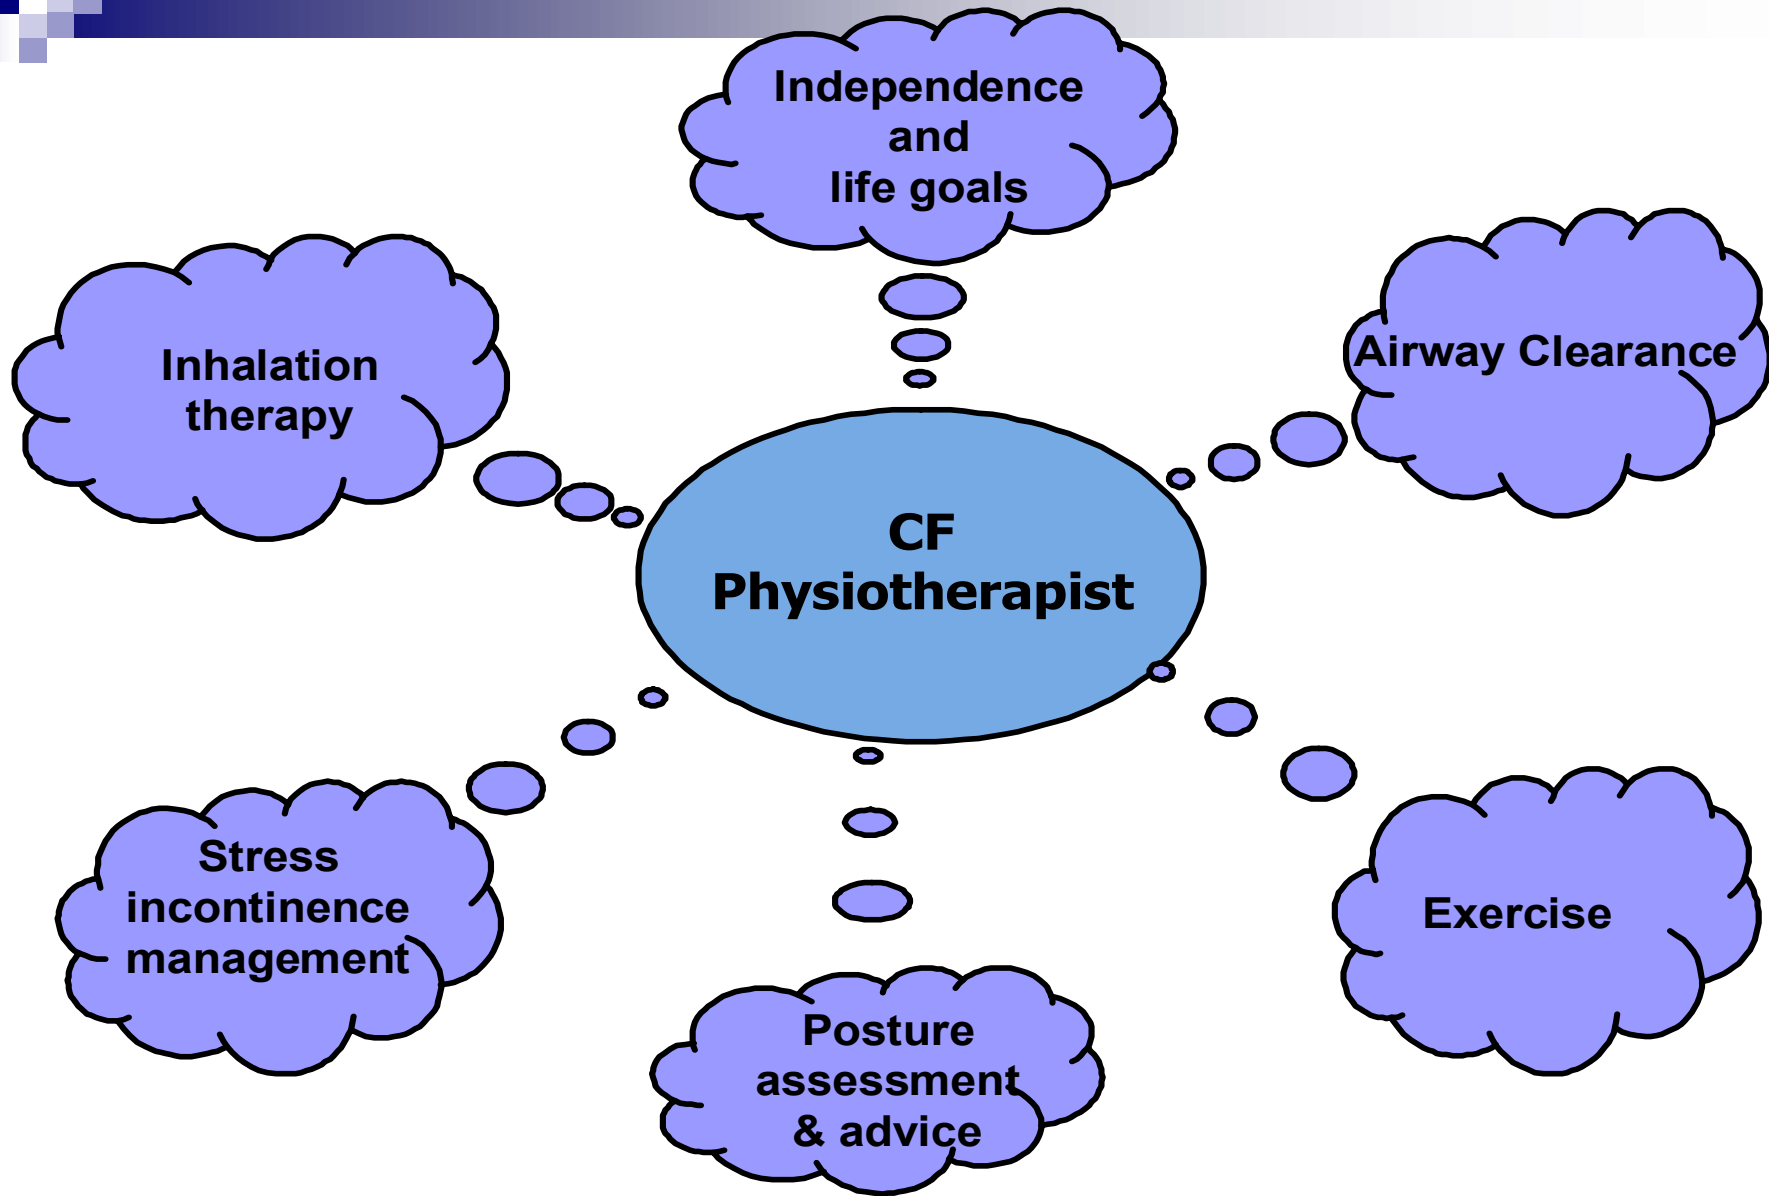 Independence
and
life goals
Inhalation
therapy
Airway Clearance
CF
Physiotherapist
Stress
incontinence
management
Exercise
Posture
assessment
& advice